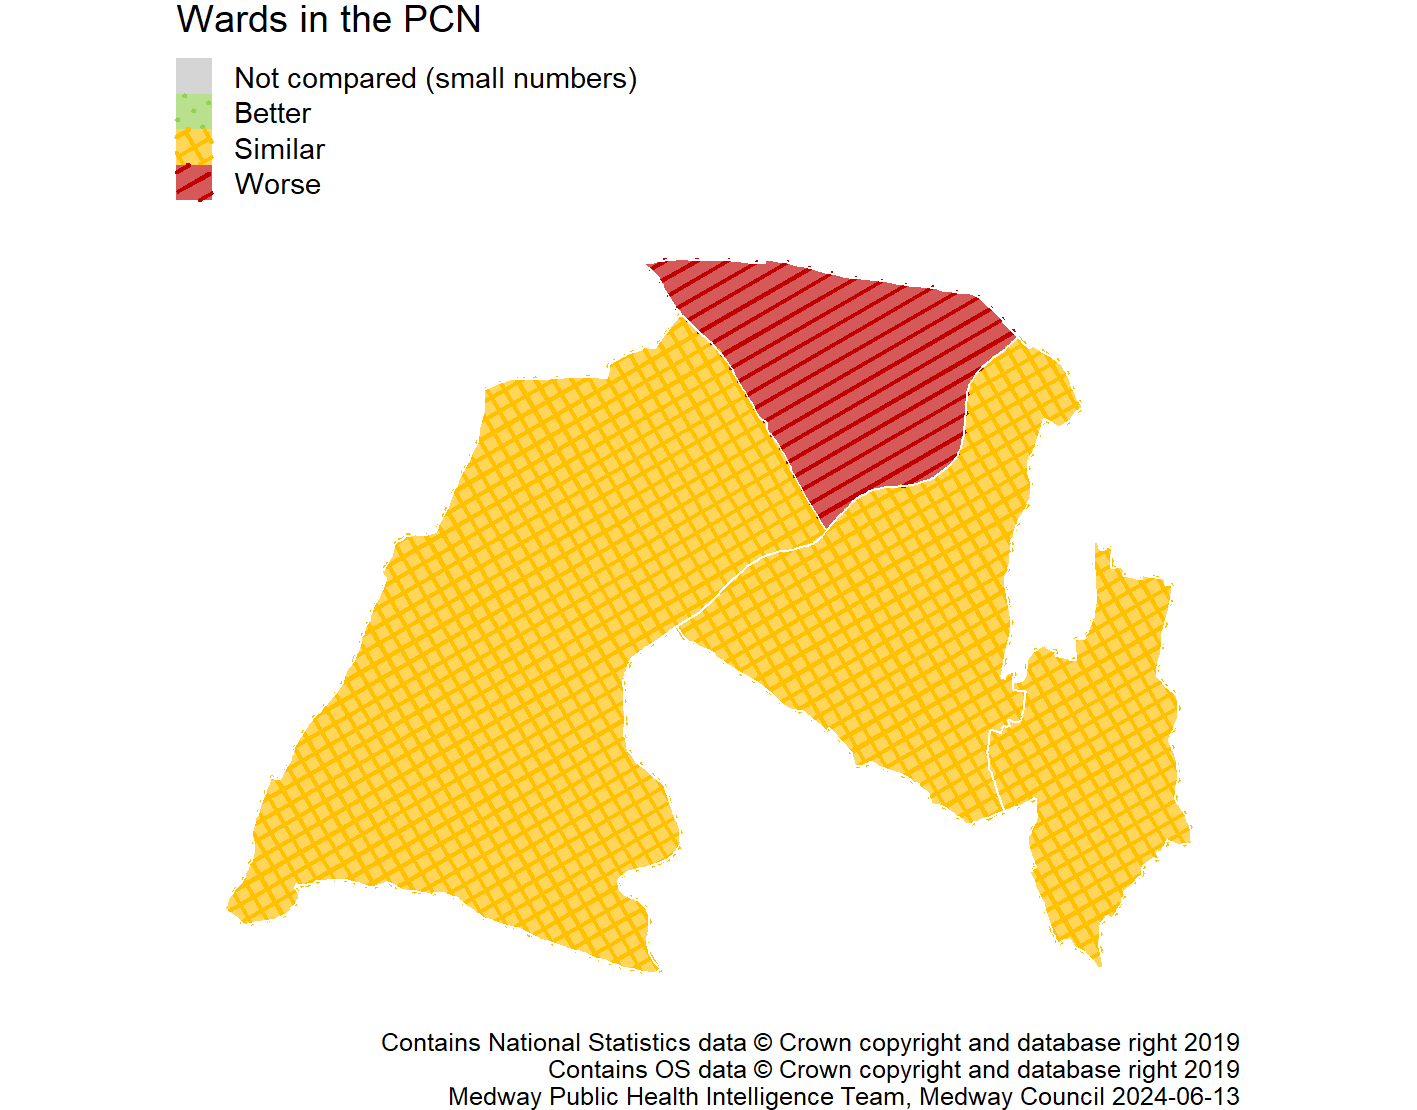 Wards in the PCN
Not compared (small numbers)
Better
Similar
Worse
Contains National Statistics data © Crown copyright and database right 2019
Contains OS data © Crown copyright and database right 2019
Medway Public Health Intelligence Team, Medway Council 2024-06-13